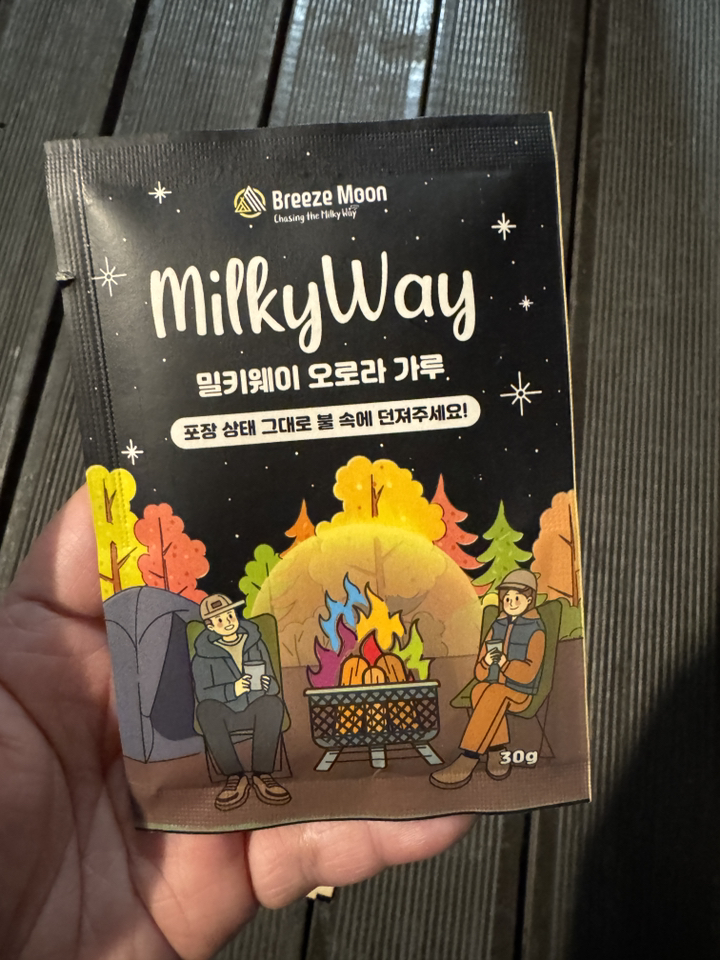 Breeze Moon
Chasing the Milky Way
MilkyWay
밀키웨이 오로라 가루
포장 상태 그대로 불 속에 던져주세요!
30g